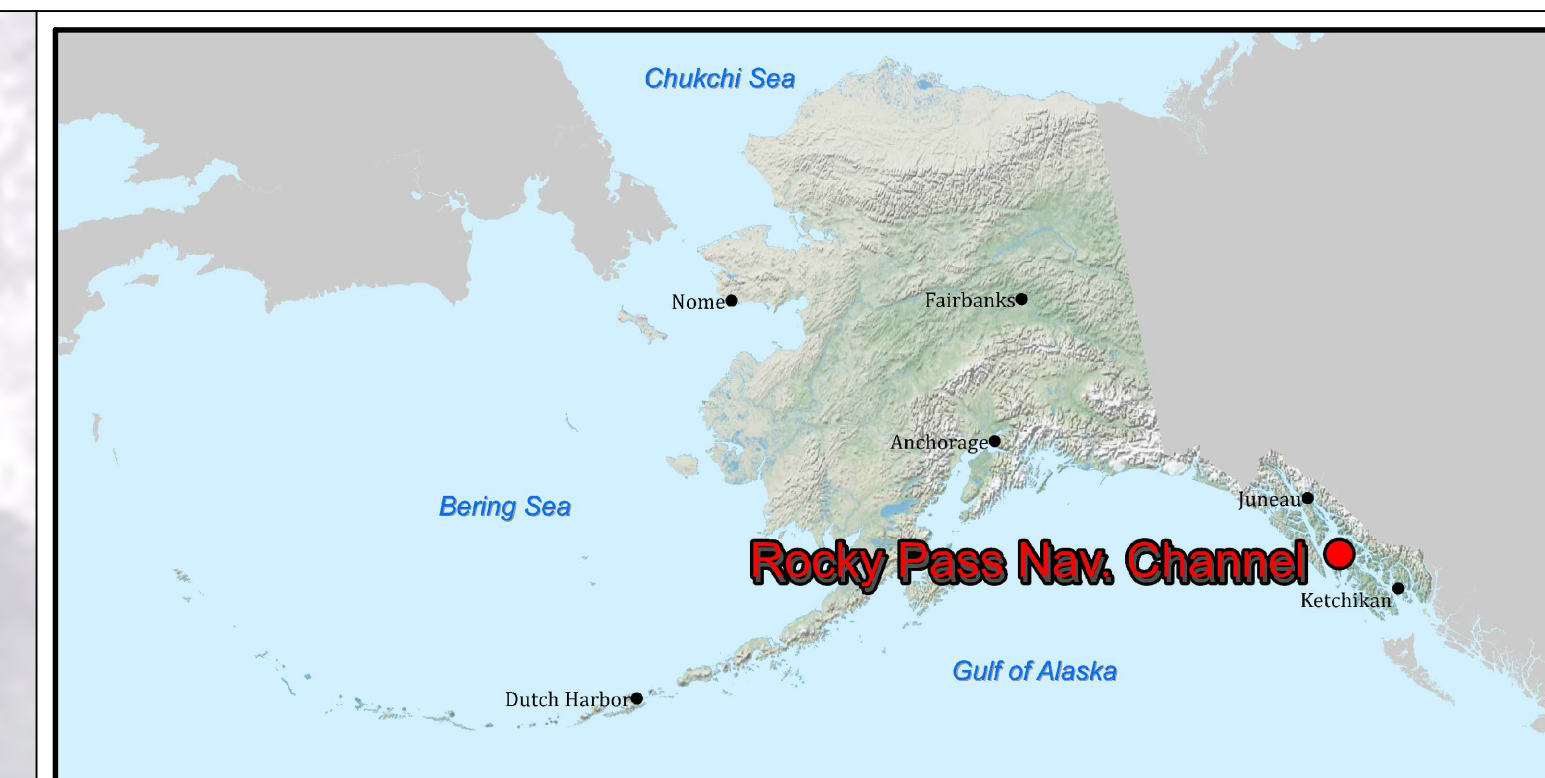 Chukchi Sea
Nome
Fairbanks
Anchorage
Juneau
Bering Sea
Rocky Pass Nav. Channel
Ketchikan
Gulf of Alaska
Dutch Harbor